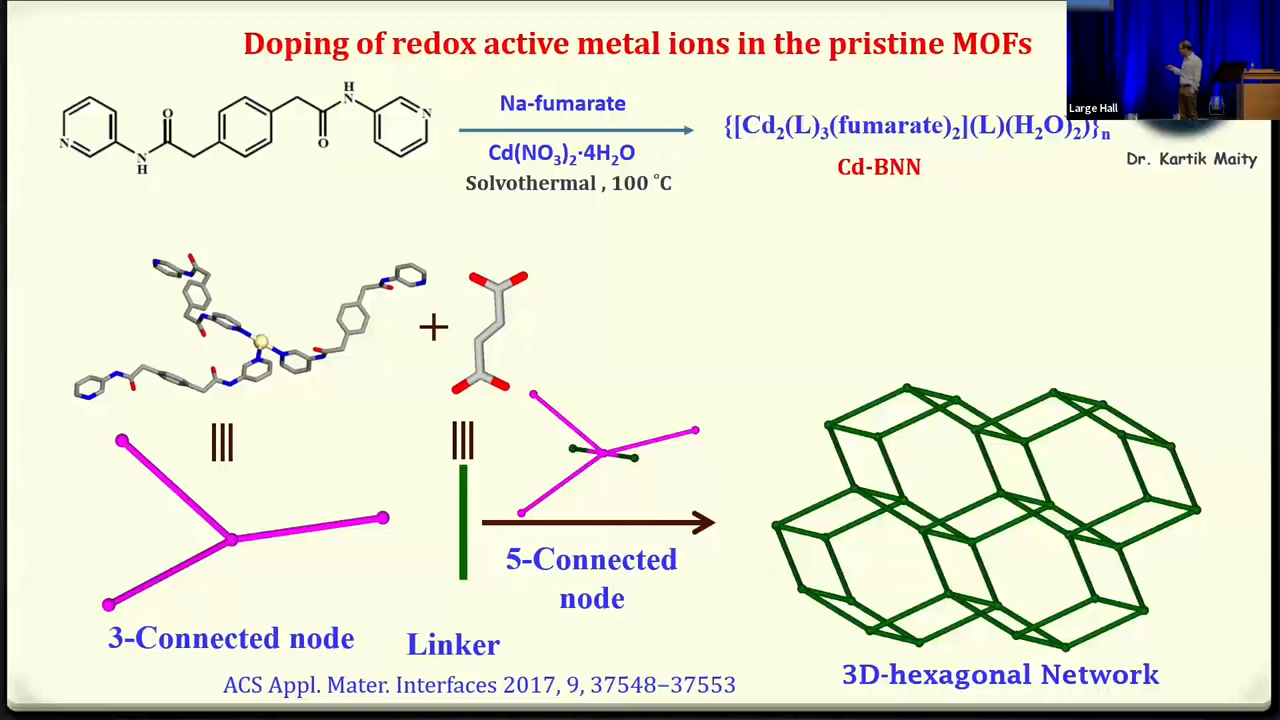 Doping of redox active metal ions in the pristine MOFs
Large Hall
Na-fumarate
Cd(NO₃)₂·4H₂O
Solvothermal , 100 °C
{[Cd₂(L)₃(fumarate)₂](L)(H₂O)₂)}ₙ
Cd-BNN
Dr. Kartik Maity
N
N
H
O
O
H
N
N
+
5-Connected
node
3-Connected node
Linker
3D-hexagonal Network
ACS Appl. Mater. Interfaces 2017, 9, 37548−37553